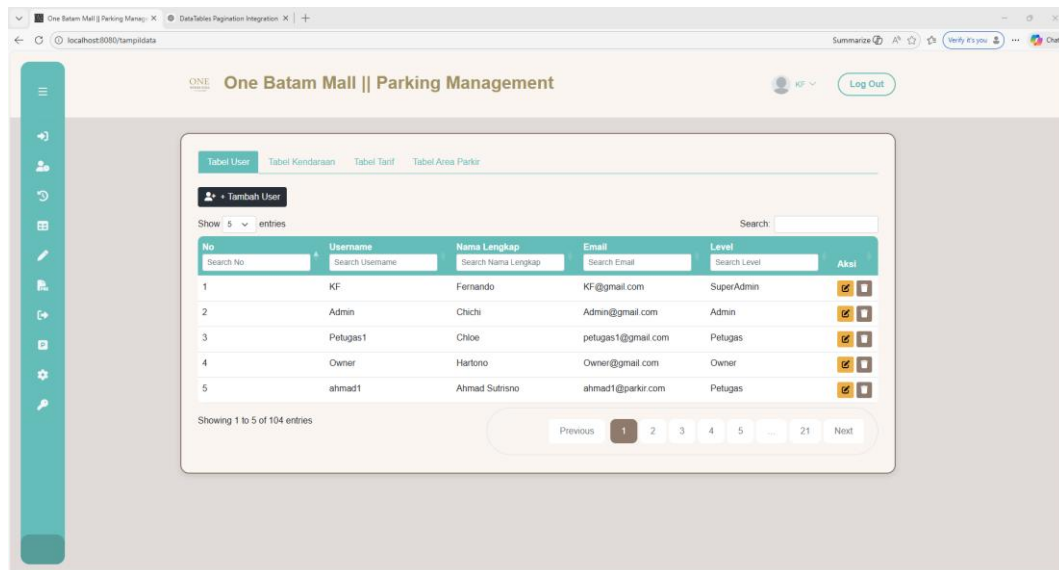 One Batam Mall || Parking Manag
DataTables Pagination Integration
localhost:8080/tampildata
Summarize
Verify it's you
Chat
ONE
One Batam Mall || Parking Management
KF
Log Out
Tabel User Tabel Kendaraan Tabel Tarif Tabel Area Parkir
+ Tambah User
Show 5 entries
Search:
No Username Nama Lengkap Email Level Aksi
Search No Search Username Search Nama Lengkap Search Email Search Level
1 KF Fernando KF@gmail.com SuperAdmin
2 Admin Chichi Admin@gmail.com Admin
3 Petugas1 Chloe petugas1@gmail.com Petugas
4 Owner Hartono Owner@gmail.com Owner
5 ahmad1 Ahmad Sutrisno ahmad1@parkir.com Petugas
Showing 1 to 5 of 104 entries
Previous 1 2 3 4 5 ... 21 Next